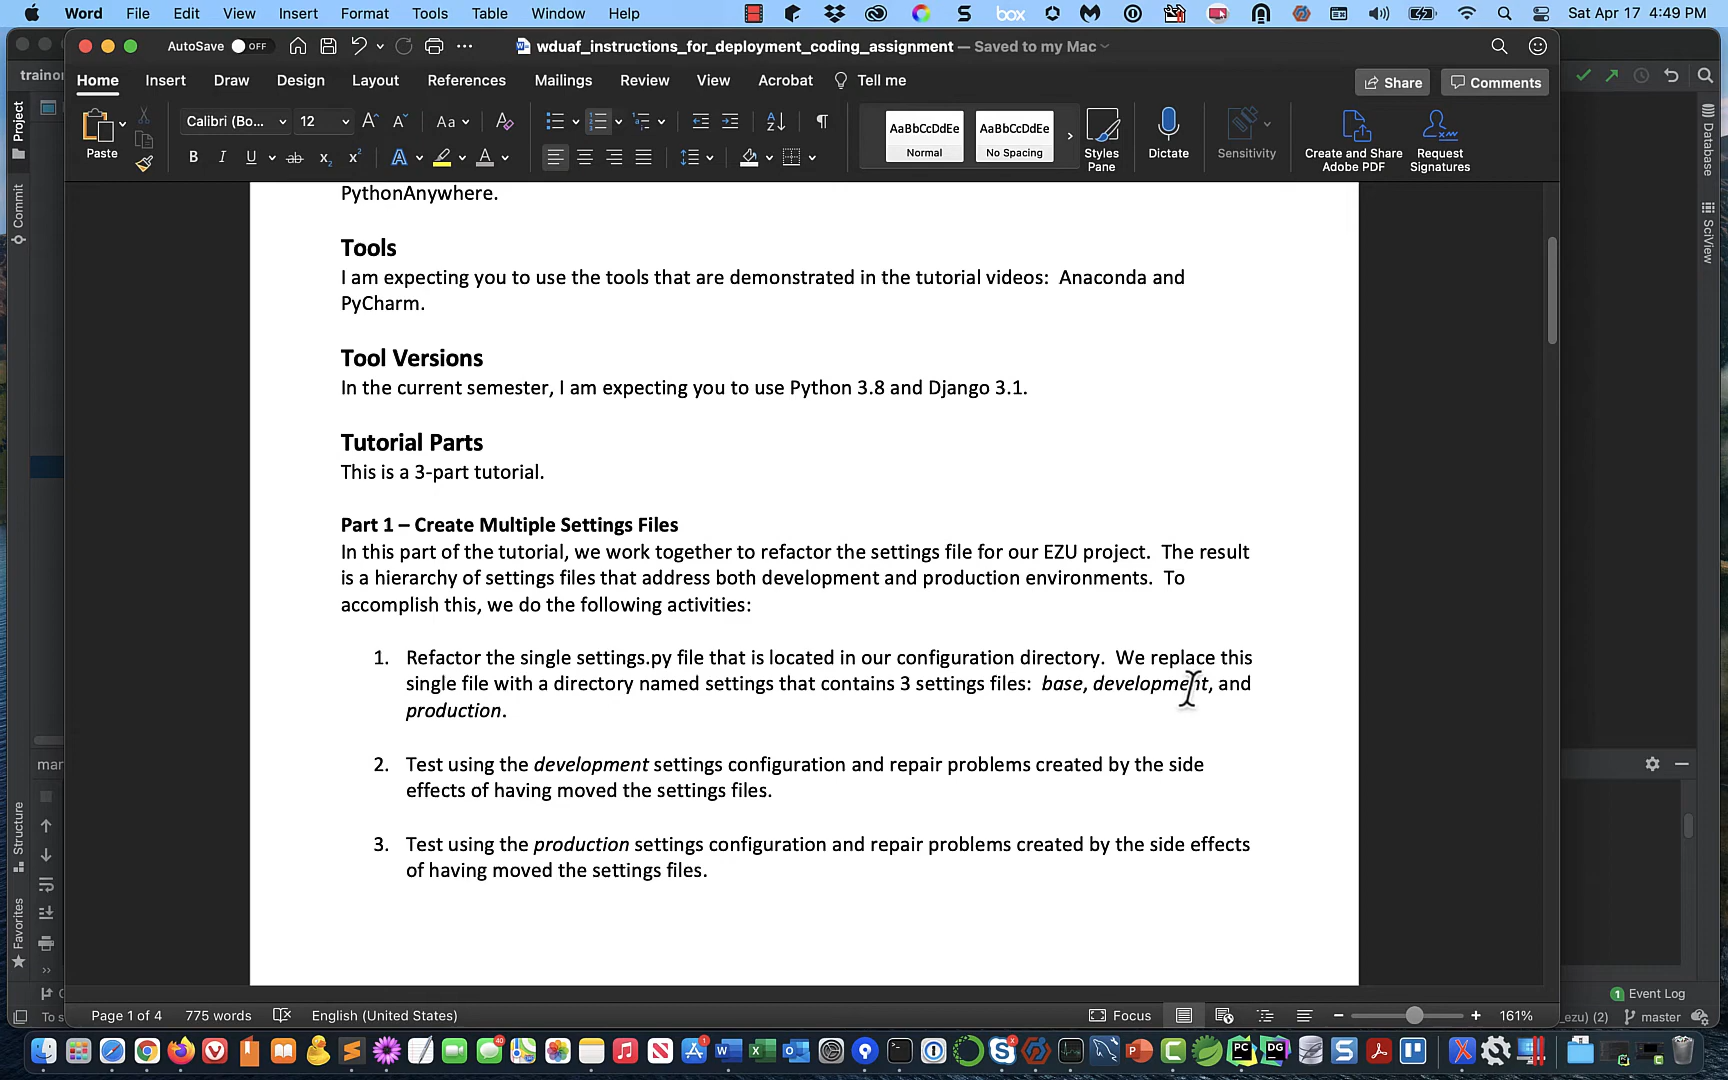 Word File Edit View Insert Format Tools Table Window Help box Sat Apr 17 4:49 PM
AutoSave OFF wduaf_instructions_for_deployment_coding_assignment — Saved to my Mac
Home Insert Draw Design Layout References Mailings Review View Acrobat Tell me Share Comments
Paste Calibri (Bo... 12 Aa AaBbCcDdEe Normal AaBbCcDdEe No Spacing Styles Pane Dictate Sensitivity Create and Share Adobe PDF Request Signatures
B I U ab x2 x2 A A
Project
Commit
Structure
Favorites
Database
SciView
PythonAnywhere.
Tools
I am expecting you to use the tools that are demonstrated in the tutorial videos:  Anaconda and
PyCharm.
Tool Versions
In the current semester, I am expecting you to use Python 3.8 and Django 3.1.
Tutorial Parts
This is a 3-part tutorial.
Part 1 – Create Multiple Settings Files
In this part of the tutorial, we work together to refactor the settings file for our EZU project.  The result
is a hierarchy of settings files that address both development and production environments.  To
accomplish this, we do the following activities:
1. Refactor the single settings.py file that is located in our configuration directory.  We replace this
single file with a directory named settings that contains 3 settings files:  base, development, and
production.
2. Test using the development settings configuration and repair problems created by the side
effects of having moved the settings files.
3. Test using the production settings configuration and repair problems created by the side effects
of having moved the settings files.
Event Log
Page 1 of 4 775 words English (United States) Focus 161%
master